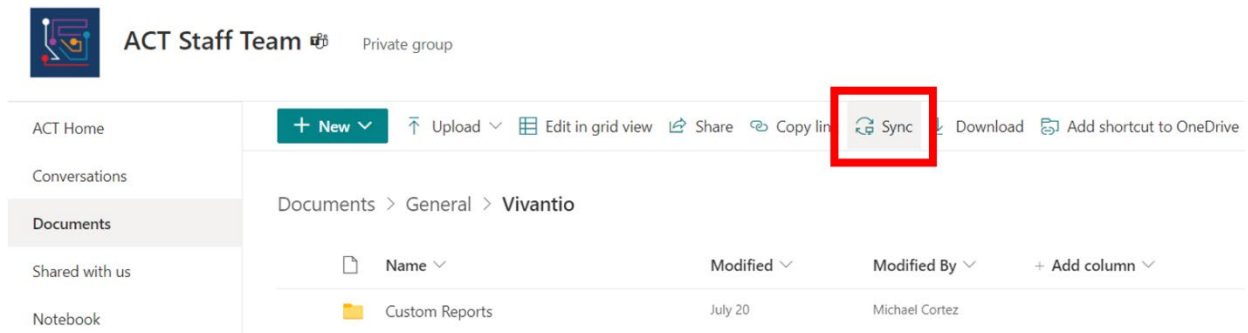 ACT Staff Team
Private group
ACT Home
Conversations
Documents
Shared with us
Notebook
+ New Upload Edit in grid view Share Copy lin Sync Download Add shortcut to OneDrive
Documents > General > Vivantio
Name Modified Modified By + Add column
Custom Reports July 20 Michael Cortez